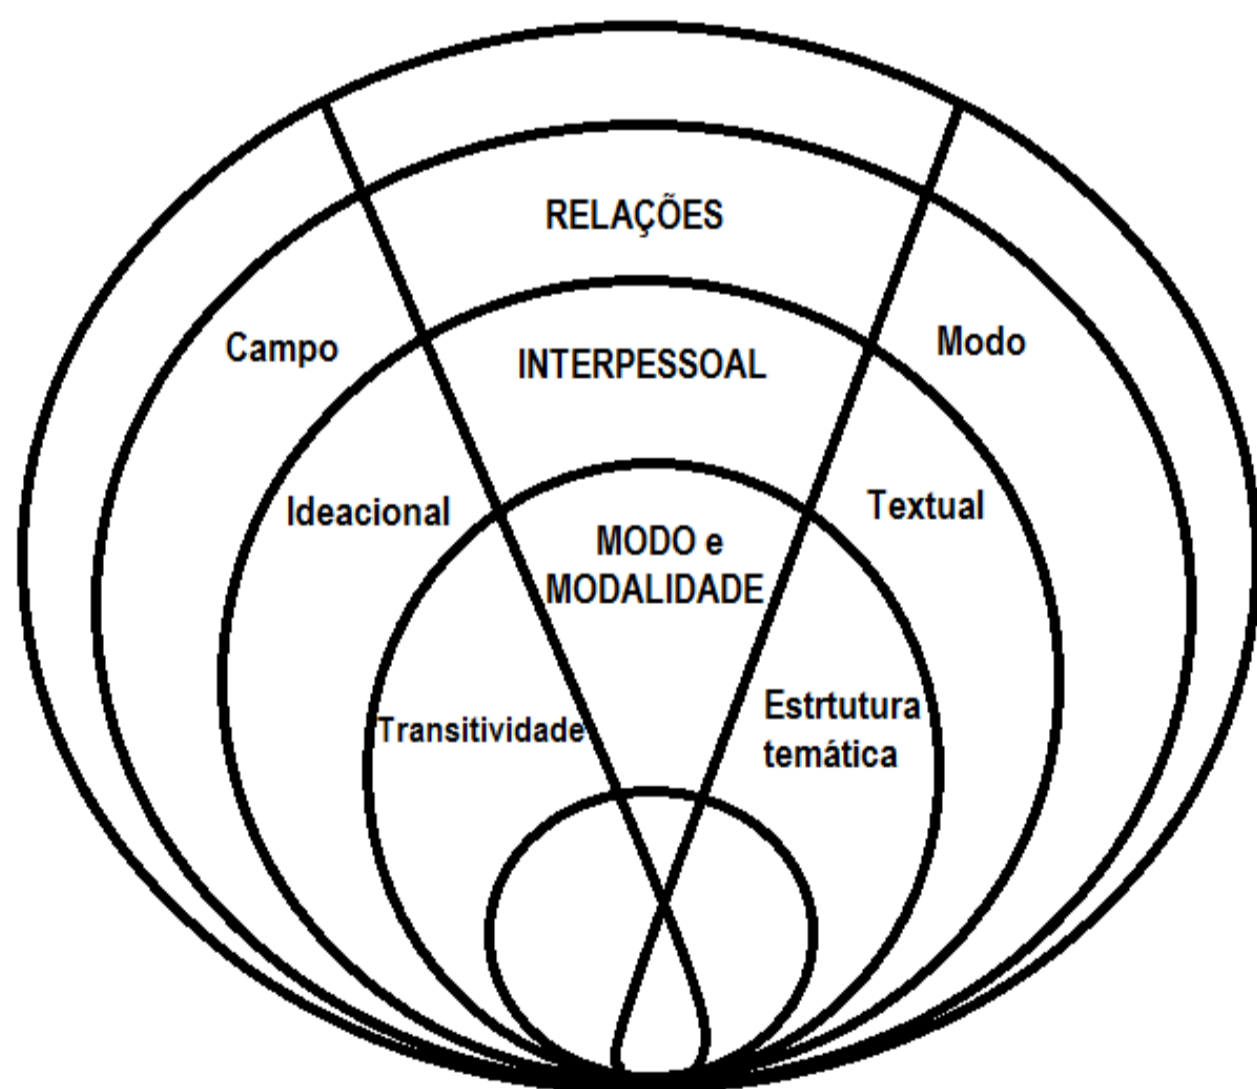 RELAÇÕES
Campo
INTERPESSOAL
Modo
Ideacional
Textual
MODO e
MODALIDADE
Transitividade
Estrtutura
temática